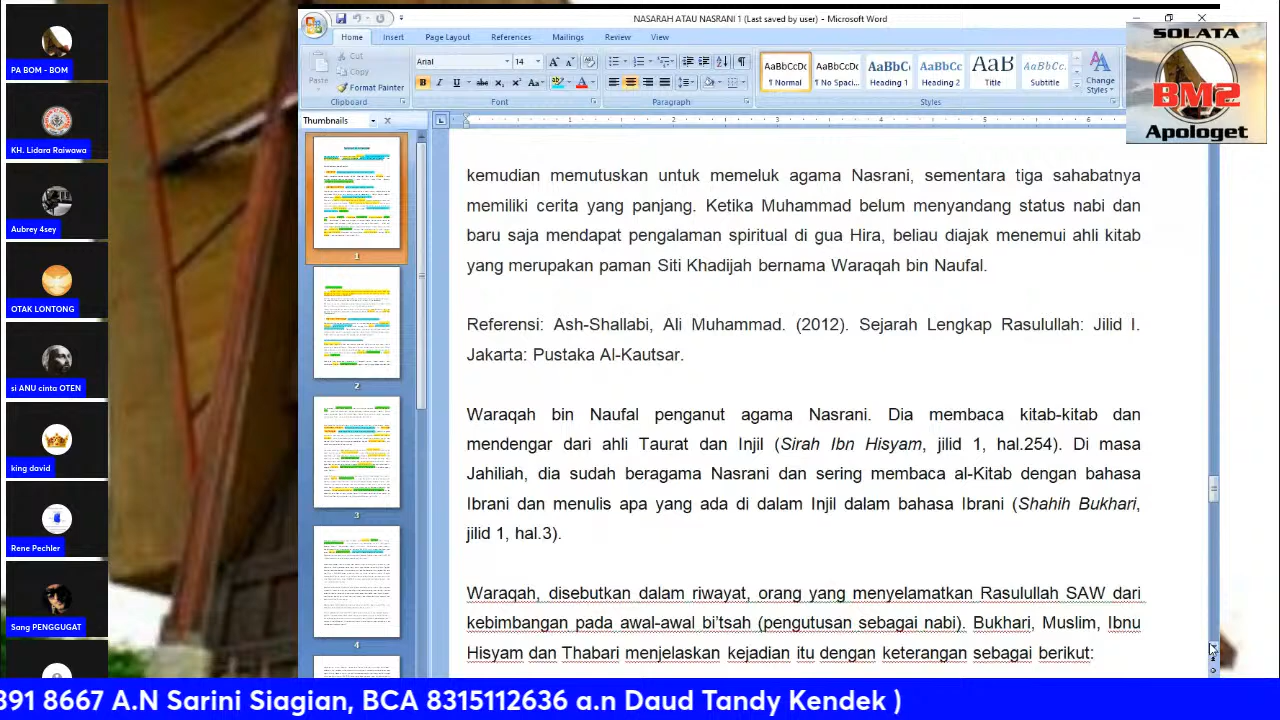 NASARAH ATAU NASRANI 1 (Last saved by user) - Microsoft Word
Home Insert Page Layout References Mailings Review View
Cut
Copy
Format Painter
Paste
Arial 14
AaBbCcDc AaBbCcDc AaBbC AaBbCc AaB AaBbCc.
¶ Normal ¶ No Spaci... Heading 1 Heading 2 Title Subtitle
Change Styles
Clipboard Font Paragraph Styles
Thumbnails
1
2
3
4
SOLATA
BM2
Apologet
PA BOM - BOM
KH. Lidara Raiwawa
Aubrey 4sey
OTAK LONTONG
si ANU cinta OTEN
king david
Rene Pechler
Sang PENGGUGAT
kemudian memutuskan untuk memeluk agama Nasrani, sementara tiga sahabatnya
memiliki cerita yang panjang. Ketika Muhammad belum menyandang status nabi dan
baru saja mendapat pengalaman spiritual di gua Hira, beliau diajak menemui ahli kitab
yang merupakan paman Siti Khadijah bernama Waraqah bin Naufal.
Ali Muhammad (2012). Sejarah Lengkap Rasulullah: Jilid I.
Jakarta: Pustaka Al-Kautsar.
Waraqah bin Naufal penganut agama Nasrani. Dia membaca kitab-kitab dan
mendengar dari ahli Taurat dan Injil (Sirah Ibn Hisyam, jilid 1, hal.254). Di masa
Jahiliah, dia sudah beragama Nasrani dan sering membaca al-Kitab dengan bahasa
Ibrani dan menulis apa yang ada di dalam Injil dalam bahasa Ibrani (Shahih Bukhari,
jilid 1, hal.3).
Waraqah, disebutkan dalam riwayat, orang yang menyelamatkan Rasulullah SAW dari
kebimbangan pada awal-awal bi'tsah (pengutusan sebagai nabi). Bukhari, Muslim, Ibnu
Hisyam dan Thabari menjelaskan kejadian itu dengan keterangan sebagai berikut:
391 8667 A.N Sarini Siagian, BCA 8315112636 a.n Daud Tandy Kendek )